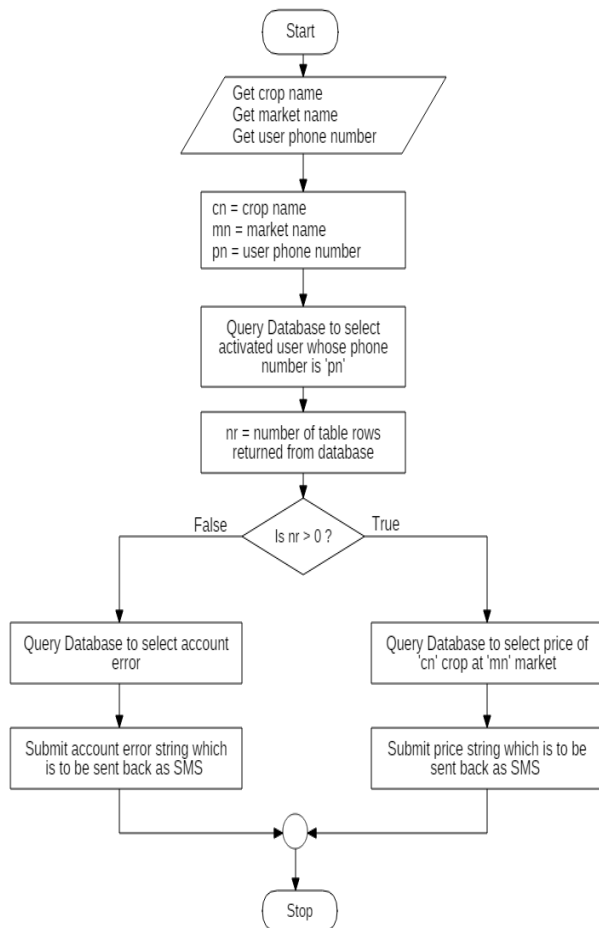 Start
Get crop name
Get market name
Get user phone number
cn = crop name
mn = market name
pn = user phone number
Query Database to select
activated user whose phone
number is 'pn'
nr = number of table rows
returned from database
Is nr > 0 ?
False
True
Query Database to select account
error
Query Database to select price of
'cn' crop at 'mn' market
Submit account error string which
is to be sent back as SMS
Submit price string which is to be
sent back as SMS
Stop